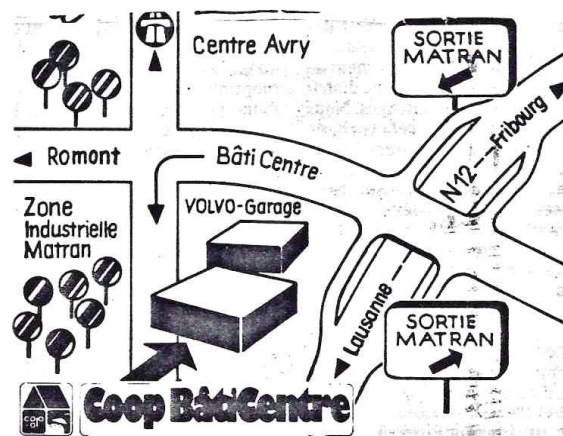 Centre Avry
SORTIE
MATRAN
Romont
Bâti Centre
N12
Fribourg
Zone
Industrielle
Matran
VOLVO-Garage
Lausanne
SORTIE
MATRAN
coop
Coop BâtiCentre